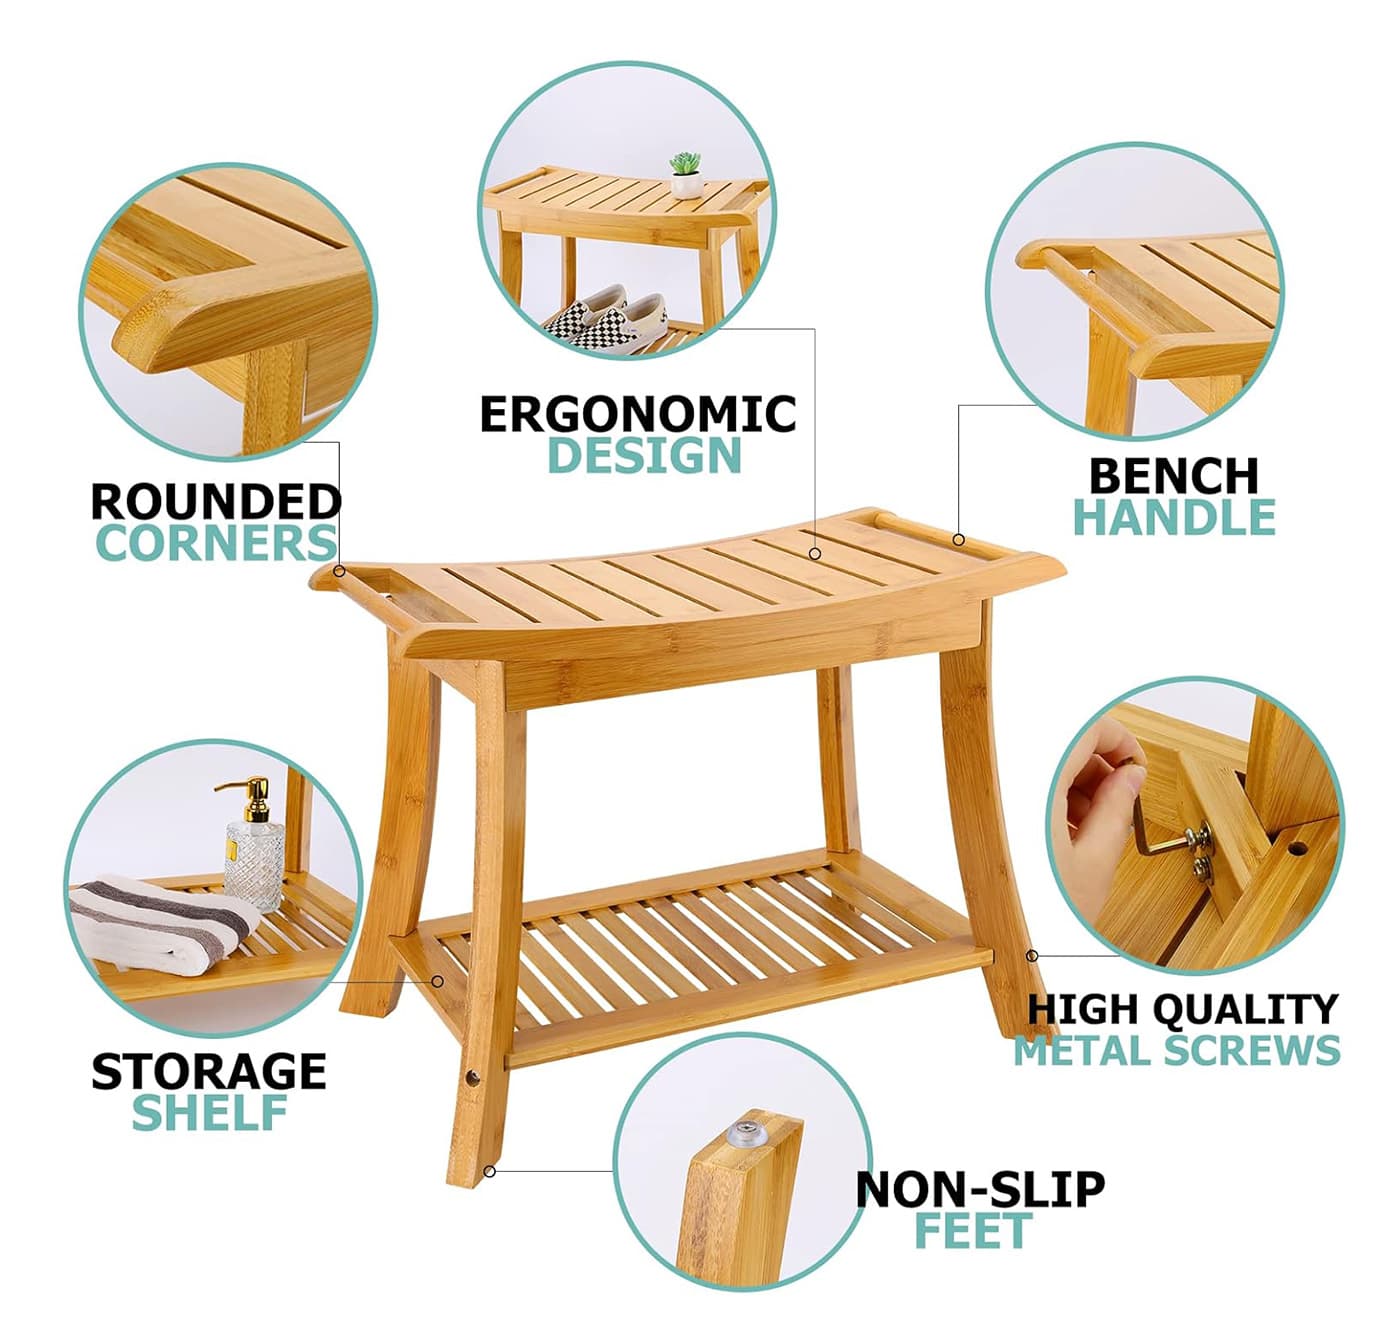 ERGONOMIC
DESIGN
ROUNDED
CORNERS
BENCH
HANDLE
STORAGE
SHELF
HIGH QUALITY
METAL SCREWS
NON-SLIP
FEET